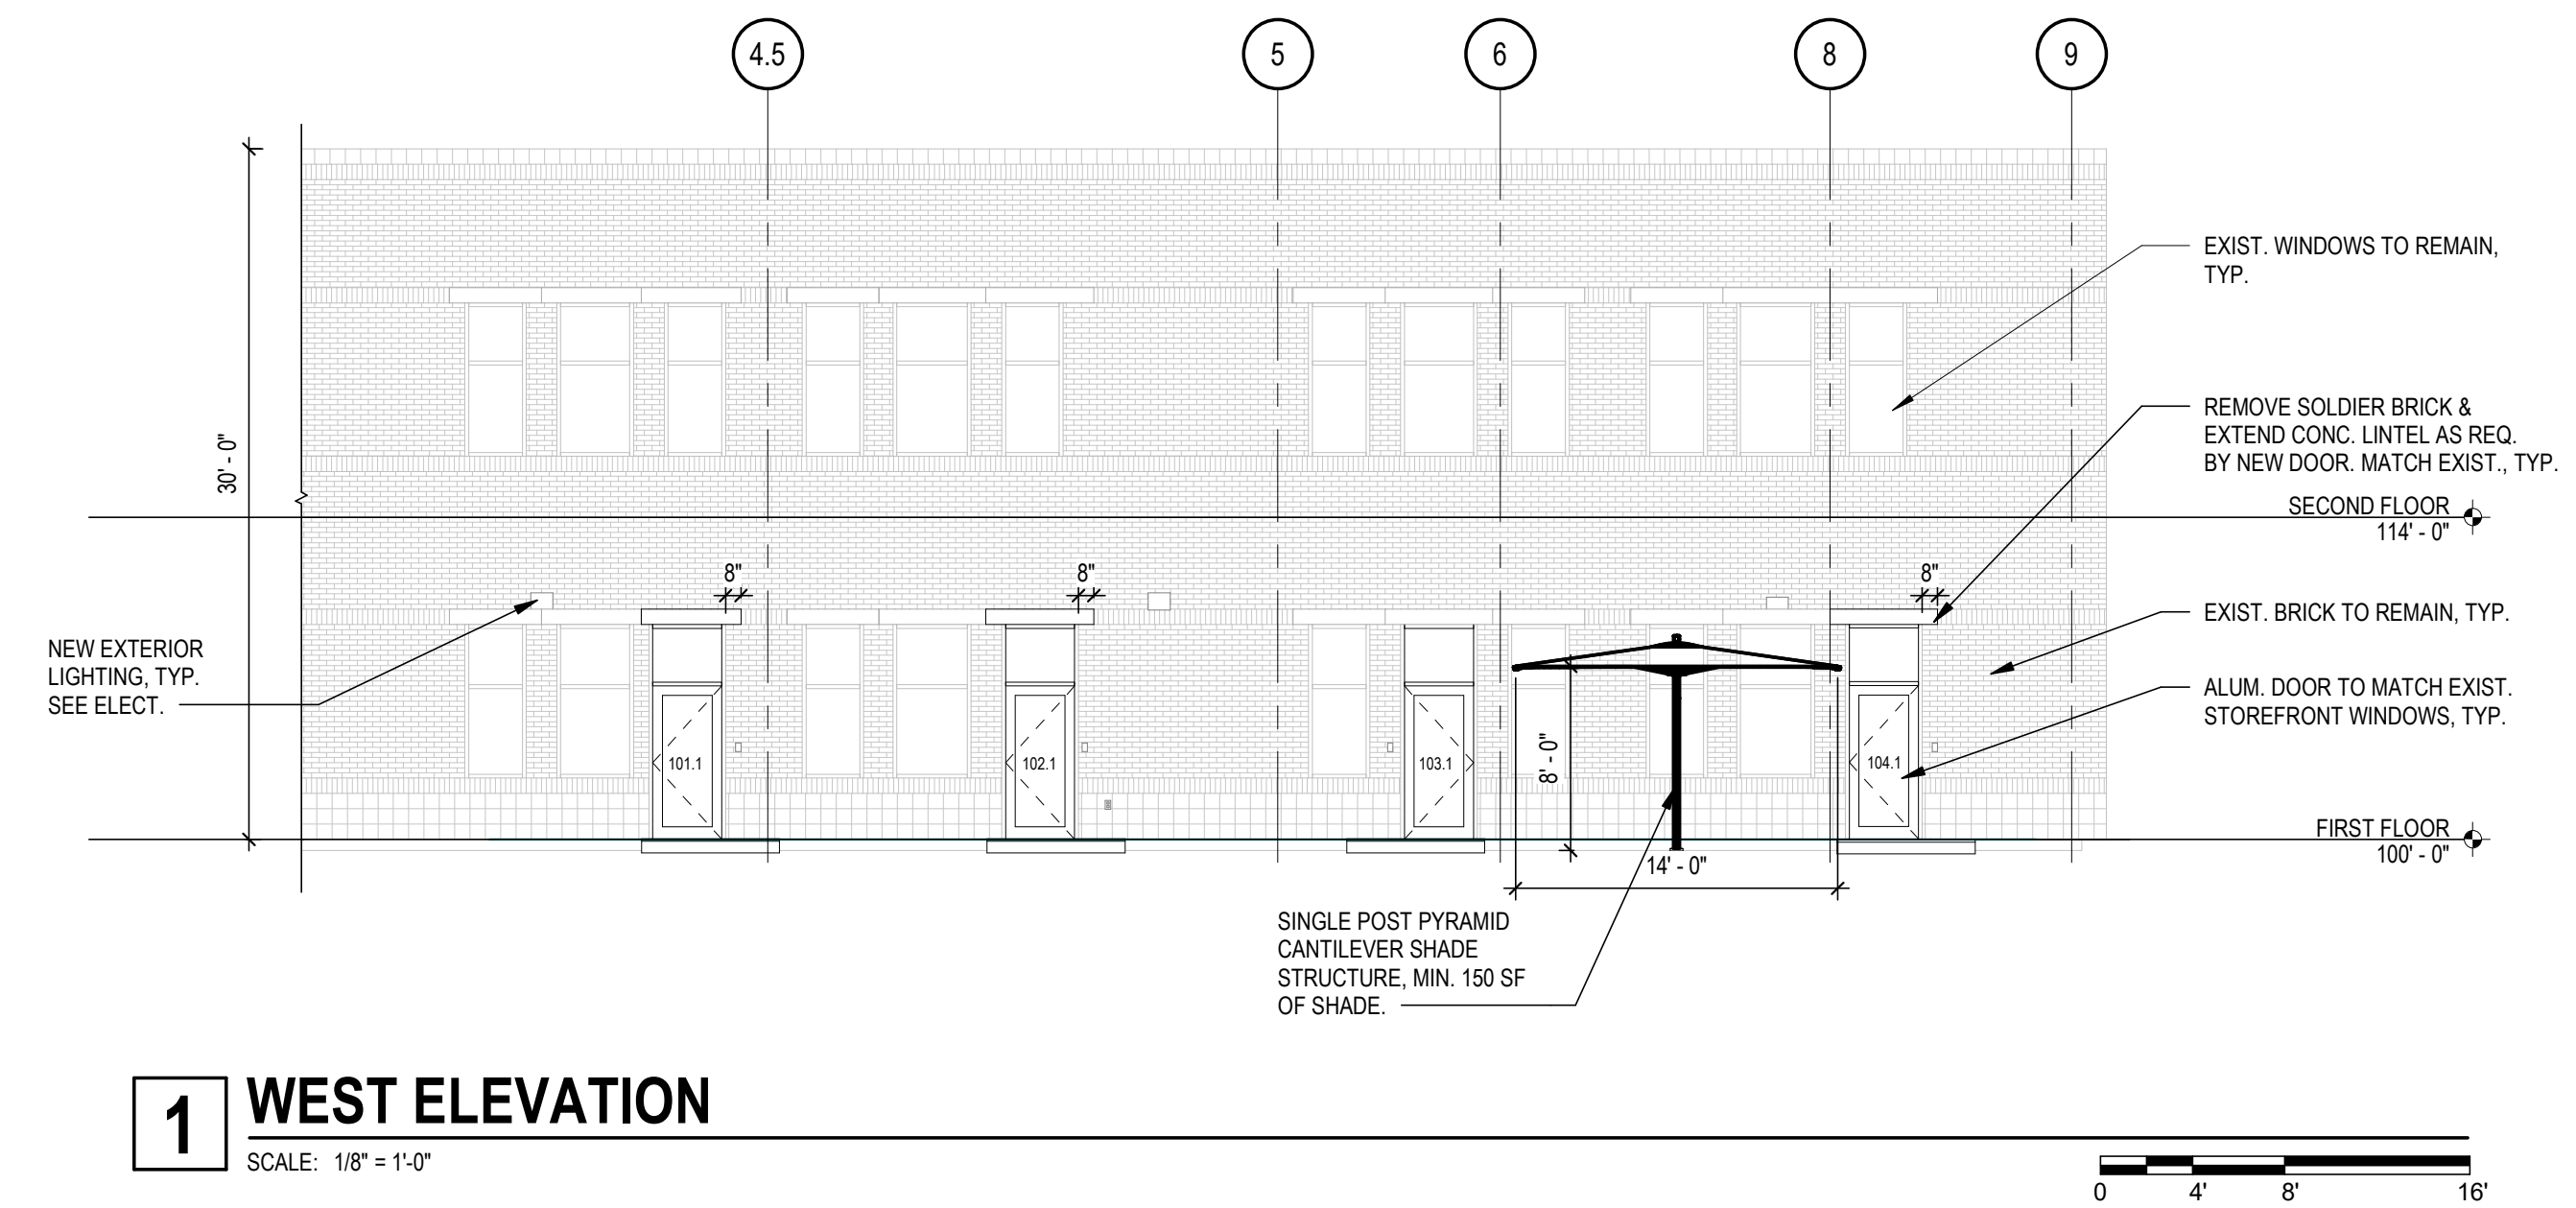 4.5
5
6
8
9
EXIST. WINDOWS TO REMAIN,
TYP.
REMOVE SOLDIER BRICK &
EXTEND CONC. LINTEL AS REQ.
BY NEW DOOR. MATCH EXIST., TYP.
30' - 0"
SECOND FLOOR
114' - 0"
8"
8"
8"
EXIST. BRICK TO REMAIN, TYP.
NEW EXTERIOR
LIGHTING, TYP.
SEE ELECT.
ALUM. DOOR TO MATCH EXIST.
STOREFRONT WINDOWS, TYP.
101.1
102.1
103.1
8' - 0"
104.1
FIRST FLOOR
100' - 0"
14' - 0"
SINGLE POST PYRAMID
CANTILEVER SHADE
STRUCTURE, MIN. 150 SF
OF SHADE.
1
WEST ELEVATION
SCALE: 1/8" = 1'-0"
0 4' 8' 16'